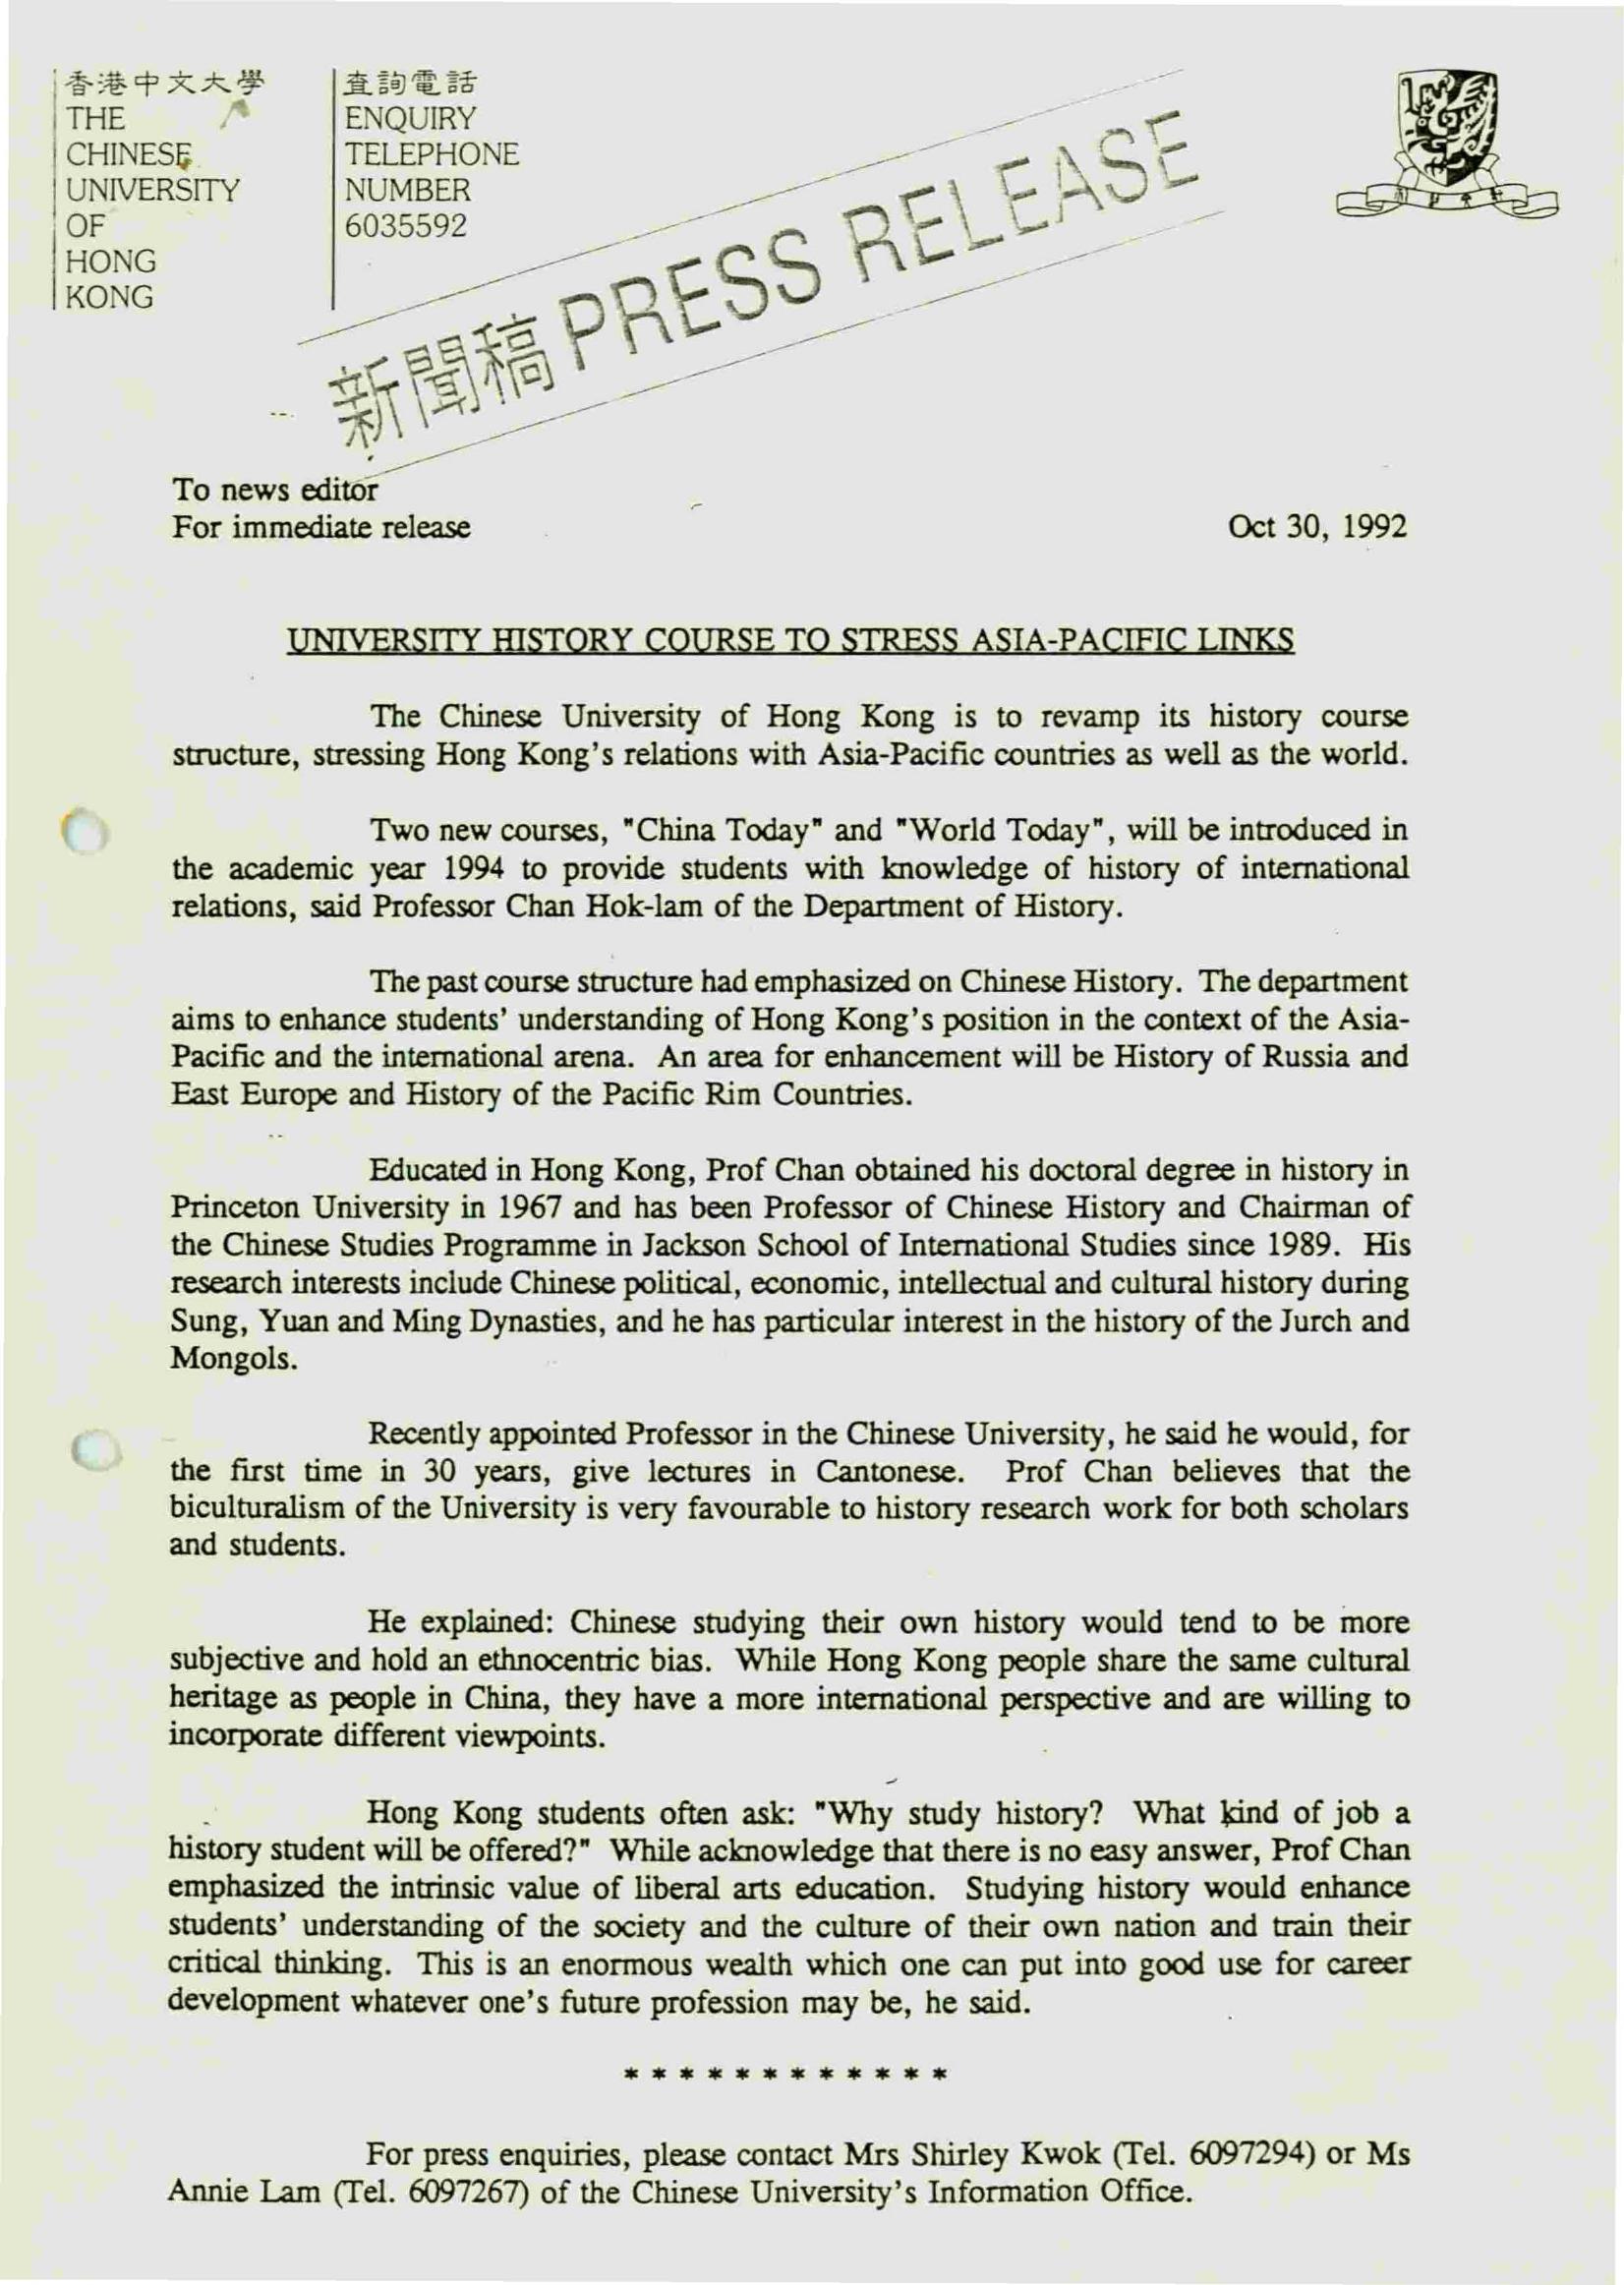 香港中文大學
THE
CHINESE
UNIVERSITY
OF
HONG
KONG
查詢電話
ENQUIRY
TELEPHONE
NUMBER
6035592
新聞稿 PRESS RELEASE
To news editor
For immediate release
Oct 30, 1992
UNIVERSITY HISTORY COURSE TO STRESS ASIA-PACIFIC LINKS
The Chinese University of Hong Kong is to revamp its history course
structure, stressing Hong Kong's relations with Asia-Pacific countries as well as the world.
Two new courses, "China Today" and "World Today", will be introduced in
the academic year 1994 to provide students with knowledge of history of international
relations, said Professor Chan Hok-lam of the Department of History.
The past course structure had emphasized on Chinese History. The department
aims to enhance students' understanding of Hong Kong's position in the context of the Asia-
Pacific and the international arena. An area for enhancement will be History of Russia and
East Europe and History of the Pacific Rim Countries.
Educated in Hong Kong, Prof Chan obtained his doctoral degree in history in
Princeton University in 1967 and has been Professor of Chinese History and Chairman of
the Chinese Studies Programme in Jackson School of International Studies since 1989. His
research interests include Chinese political, economic, intellectual and cultural history during
Sung, Yuan and Ming Dynasties, and he has particular interest in the history of the Jurch and
Mongols.
Recently appointed Professor in the Chinese University, he said he would, for
the first time in 30 years, give lectures in Cantonese. Prof Chan believes that the
biculturalism of the University is very favourable to history research work for both scholars
and students.
He explained: Chinese studying their own history would tend to be more
subjective and hold an ethnocentric bias. While Hong Kong people share the same cultural
heritage as people in China, they have a more international perspective and are willing to
incorporate different viewpoints.
Hong Kong students often ask: "Why study history? What kind of job a
history student will be offered?" While acknowledge that there is no easy answer, Prof Chan
emphasized the intrinsic value of liberal arts education. Studying history would enhance
students' understanding of the society and the culture of their own nation and train their
critical thinking. This is an enormous wealth which one can put into good use for career
development whatever one's future profession may be, he said.
* * * * * * * * * * * *
For press enquiries, please contact Mrs Shirley Kwok (Tel. 6097294) or Ms
Annie Lam (Tel. 6097267) of the Chinese University's Information Office.